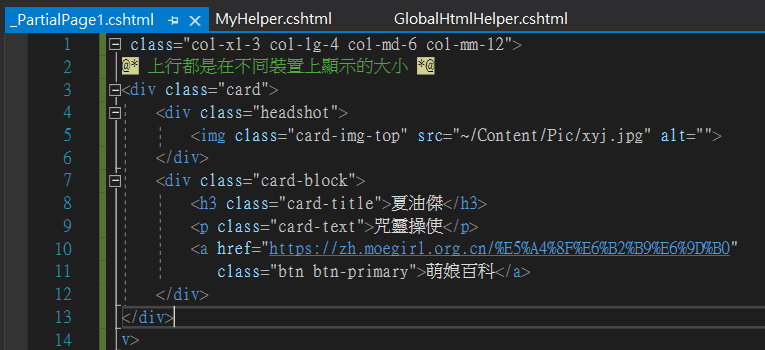 _PartialPage1.cshtml MyHelper.cshtml GlobalHtmlHelper.cshtml
1 class="col-xl-3 col-lg-4 col-md-6 col-mm-12">
2 @* 上行都是在不同裝置上顯示的大小 *@
3 <div class="card">
4 <div class="headshot">
5 <img class="card-img-top" src="~/Content/Pic/xyj.jpg" alt="">
6 </div>
7 <div class="card-block">
8 <h3 class="card-title">夏油傑</h3>
9 <p class="card-text">咒靈操使</p>
10 <a href="https://zh.moegirl.org.cn/%E5%A4%8F%E6%B2%B9%E6%9D%B0"
11 class="btn btn-primary">萌娘百科</a>
12 </div>
13 </div>
14 v>